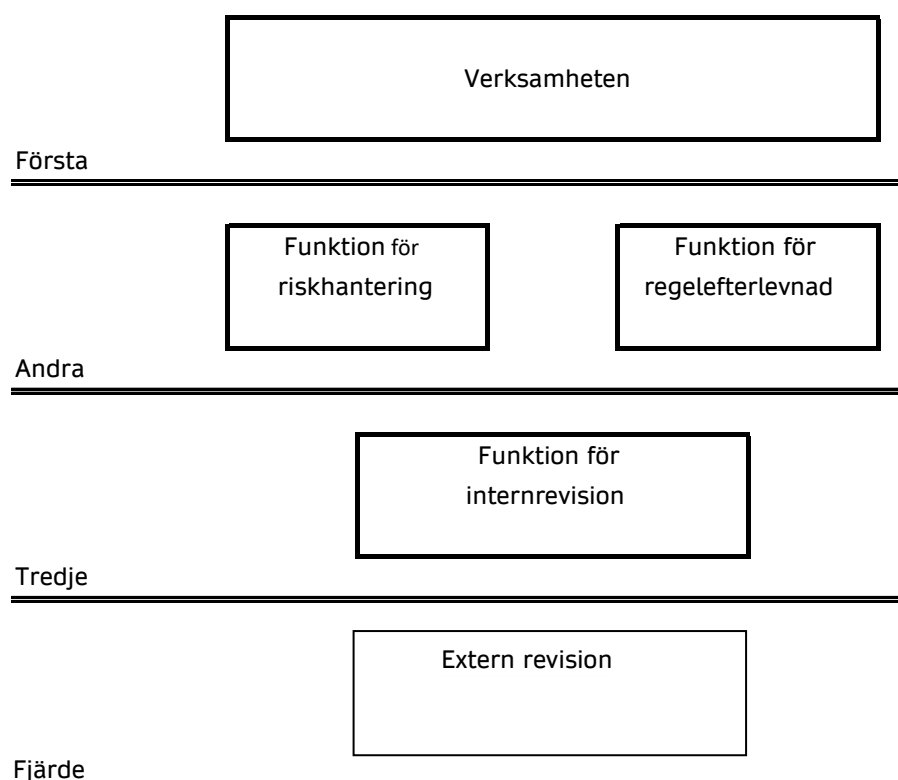 Verksamheten
Första
Funktion för
riskhantering
Funktion för
regelefterlevnad
Andra
Funktion för
internrevision
Tredje
Extern revision
Fjärde